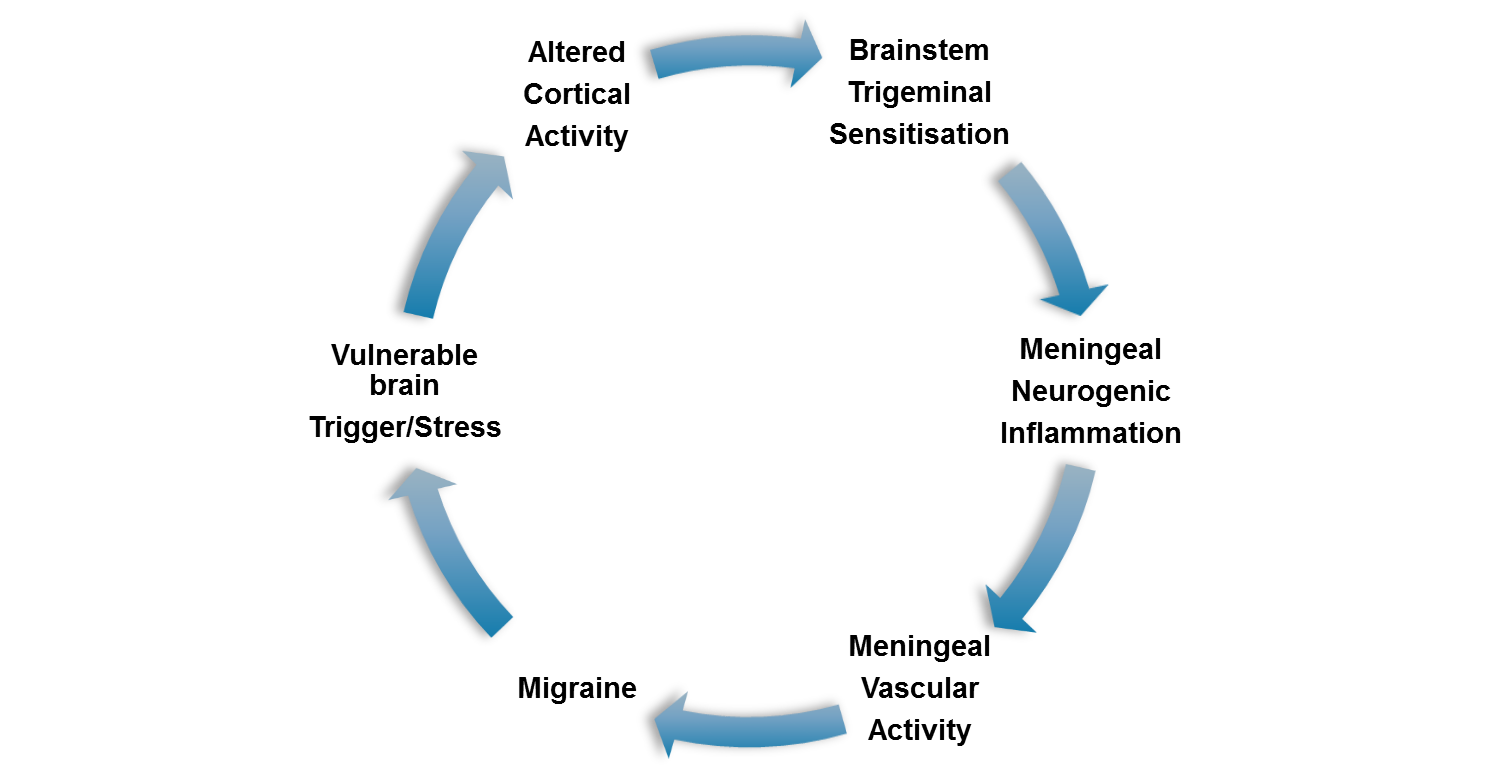 Altered
Cortical
Activity
Brainstem
Trigeminal
Sensitisation
Meningeal
Neurogenic
Inflammation
Meningeal
Vascular
Activity
Migraine
Vulnerable
brain
Trigger/Stress